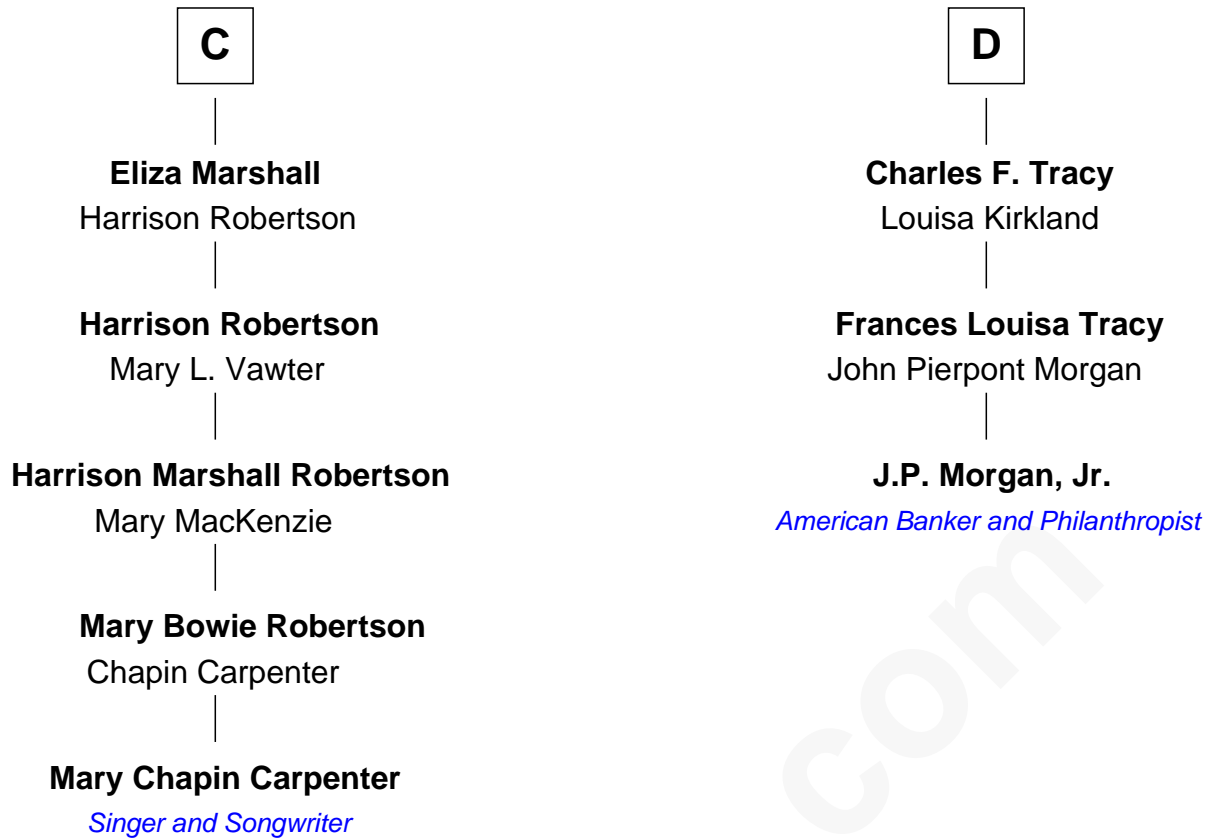 C
Eliza Marshall
Harrison Robertson
Harrison Robertson
Mary L. Vawter
Harrison Marshall Robertson
Mary MacKenzie
Mary Bowie Robertson
Chapin Carpenter
Mary Chapin Carpenter
Singer and Songwriter
D
Charles F. Tracy
Louisa Kirkland
Frances Louisa Tracy
John Pierpont Morgan
J.P. Morgan, Jr.
American Banker and Philanthropist
com